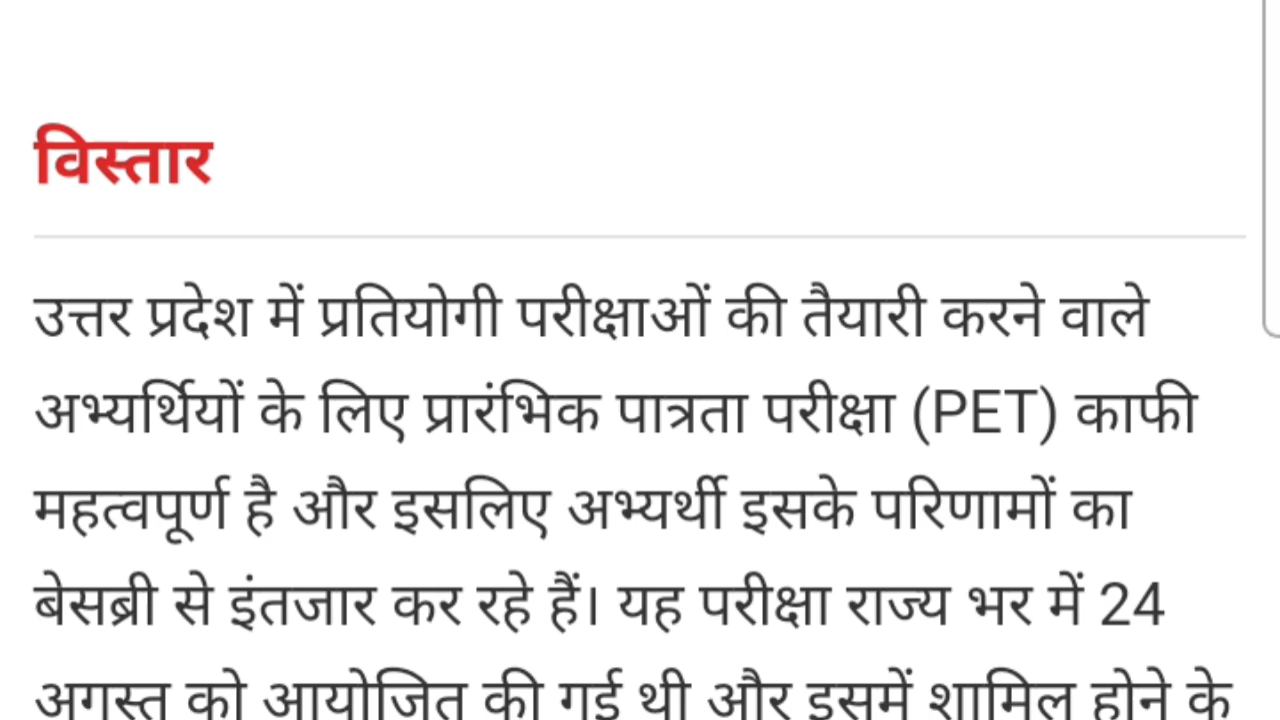 विस्तार
उत्तर प्रदेश में प्रतियोगी परीक्षाओं की तैयारी करने वाले
अभ्यर्थियों के लिए प्रारंभिक पात्रता परीक्षा (PET) काफी
महत्वपूर्ण है और इसलिए अभ्यर्थी इसके परिणामों का
बेसब्री से इंतजार कर रहे हैं। यह परीक्षा राज्य भर में 24
अगस्त को आयोजित की गई थी और इसमें शामिल होने के